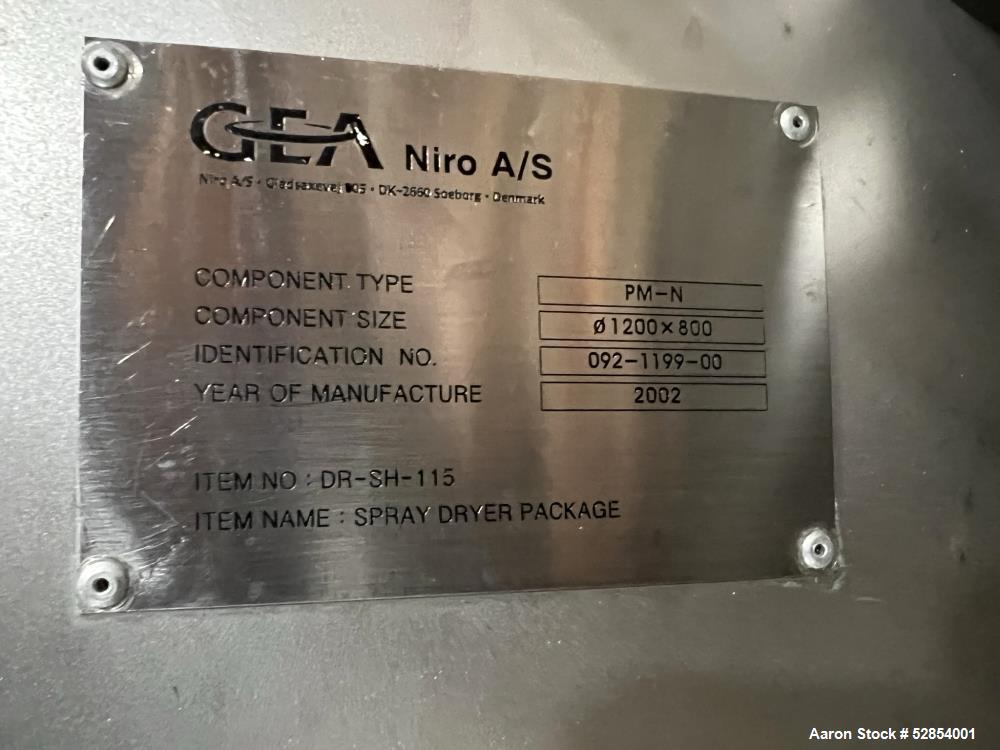 GEA Niro A/S
Niro A/S · Gladsaxevej 305 · DK-2860 Soeborg · Denmark
COMPONENT TYPE PM-N
COMPONENT SIZE Ø1200×800
IDENTIFICATION NO. 092-1199-00
YEAR OF MANUFACTURE 2002
ITEM NO : DR-SH-115
ITEM NAME : SPRAY DRYER PACKAGE
Aaron Stock # 52854001